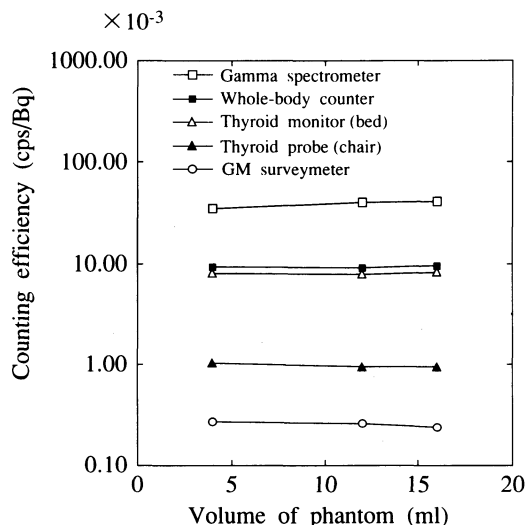 × 10⁻³
1000.00
100.00
10.00
1.00
0.10
Counting efficiency (cps/Bq)
Gamma spectrometer
Whole-body counter
Thyroid monitor (bed)
Thyroid probe (chair)
GM surveymeter
0 5 10 15 20
Volume of phantom (ml)